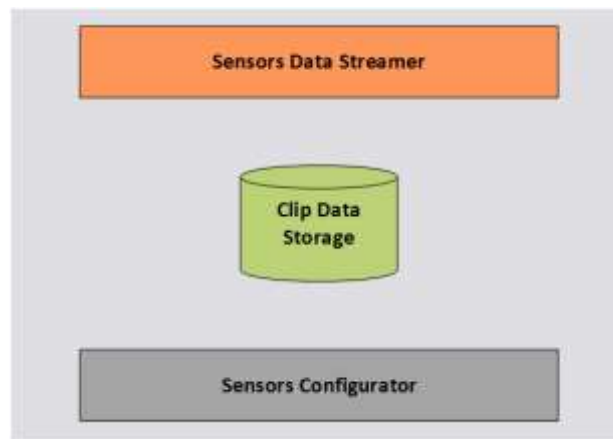 Sensors Data Streamer
Clip Data
Storage
Sensors Configurator